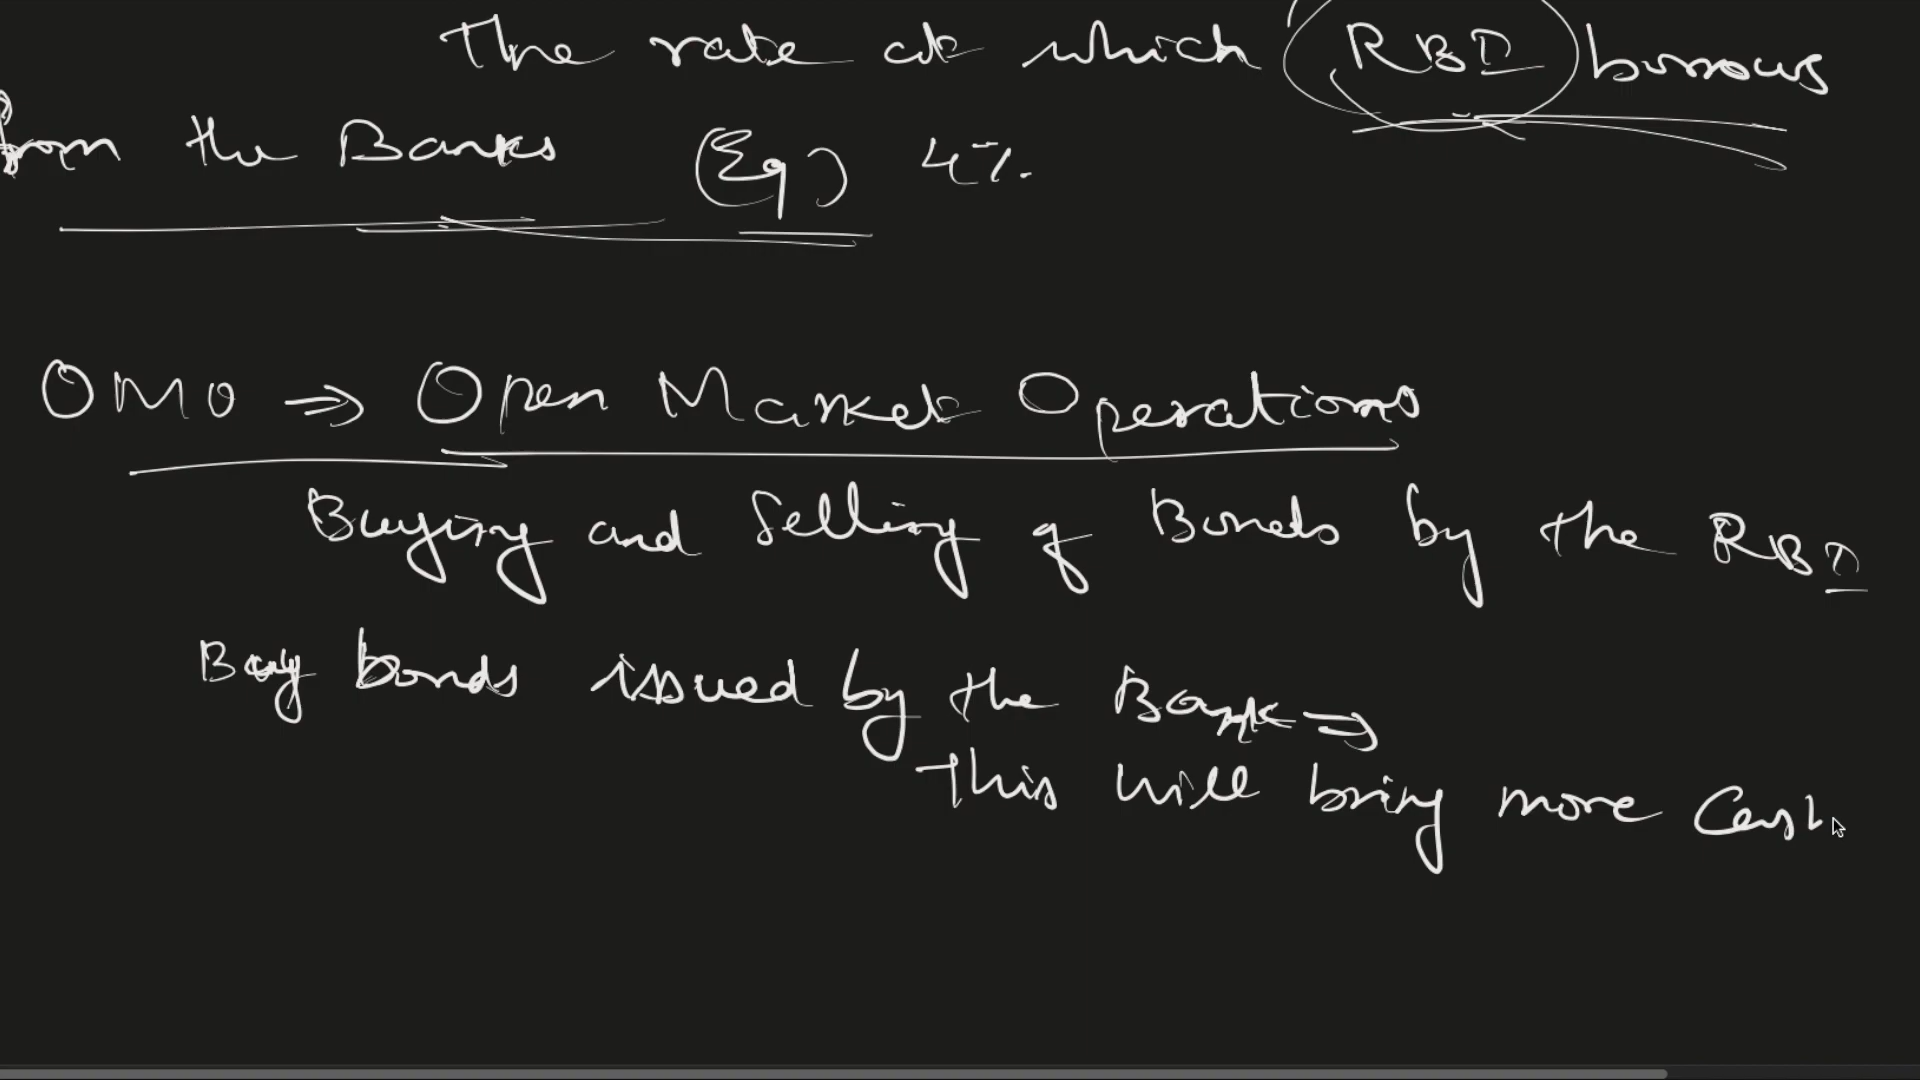 The rate at which RBI borrows
from the Banks (Eg) 4%.
OMO ⇒ Open Market Operations
Buying and Selling of Bonds by the RBI
Buy bonds issued by the Bank ⇒
This will bring more Cash